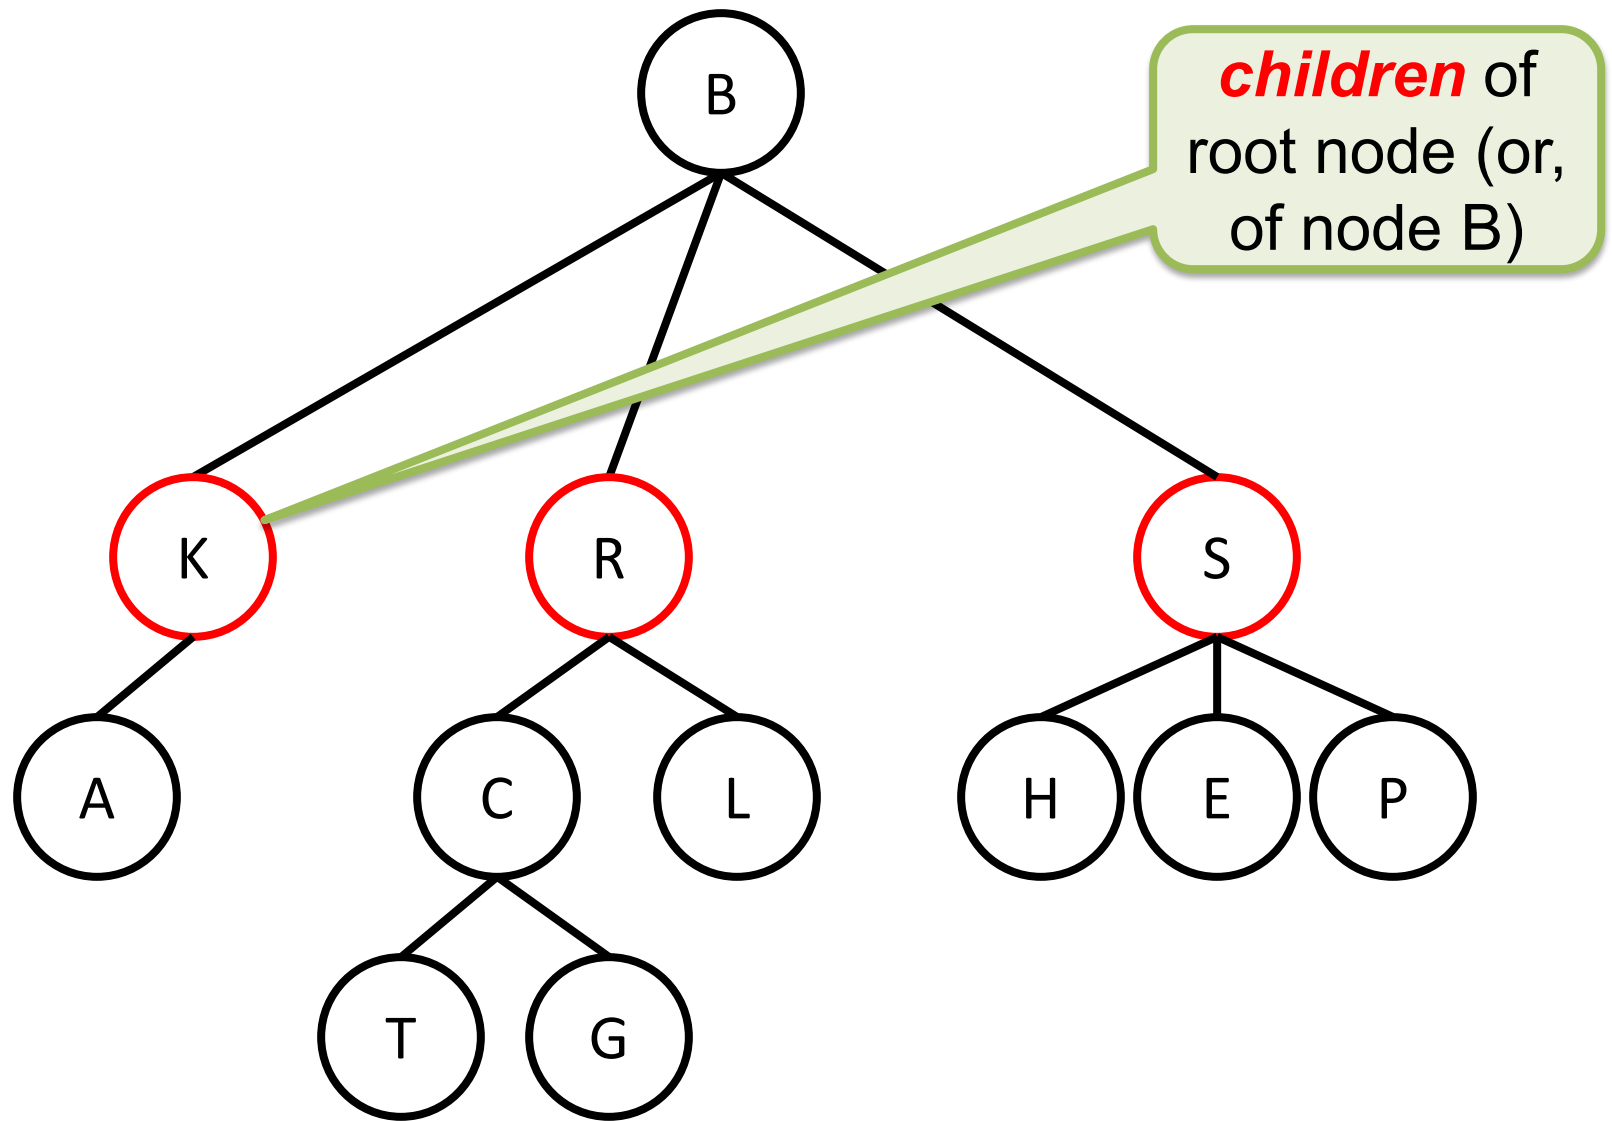 B
children of
root node (or,
of node B)
K
R
S
A
C
L
H
E
P
T
G